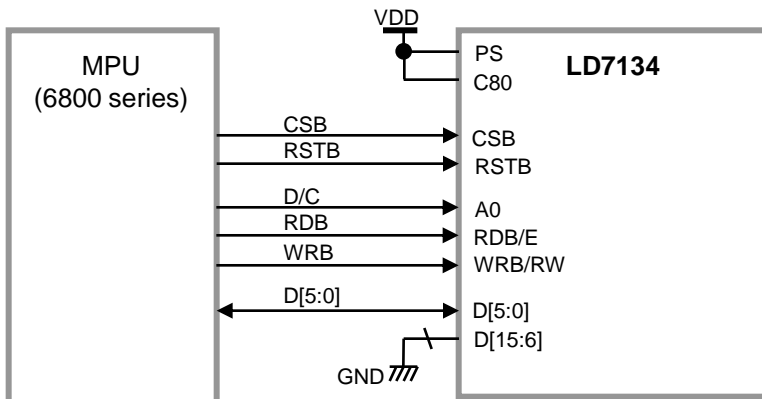 VDD
MPU
(6800 series)
PS
C80
LD7134
CSB
CSB
RSTB
RSTB
D/C
A0
RDB
RDB/E
WRB
WRB/RW
D[5:0]
D[5:0]
D[15:6]
GND